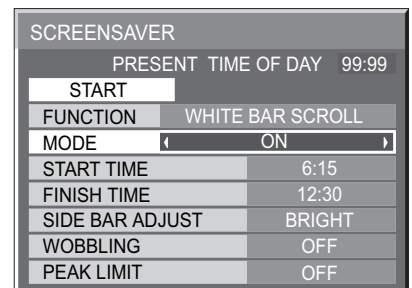 SCREENSAVER
PRESENT TIME OF DAY 99:99
START
FUNCTION WHITE BAR SCROLL
MODE ON
START TIME 6:15
FINISH TIME 12:30
SIDE BAR ADJUST BRIGHT
WOBBLING OFF
PEAK LIMIT OFF